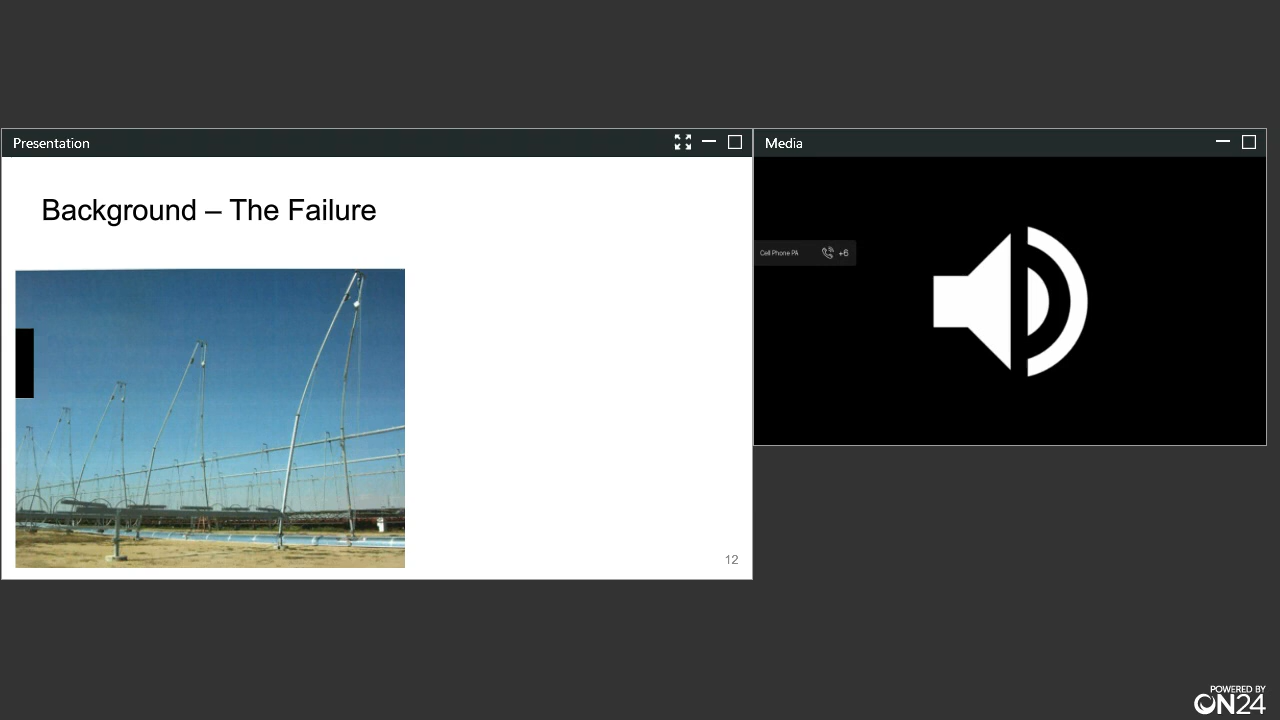 Presentation
Media
Background – The Failure
Cell Phone PA
+6
12
POWERED BY
ON24